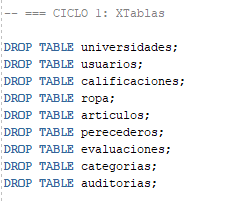 -- === CICLO 1: XTablas
DROP TABLE universidades;
DROP TABLE usuarios;
DROP TABLE calificaciones;
DROP TABLE ropa;
DROP TABLE articulos;
DROP TABLE perecederos;
DROP TABLE evaluaciones;
DROP TABLE categorias;
DROP TABLE auditorias;